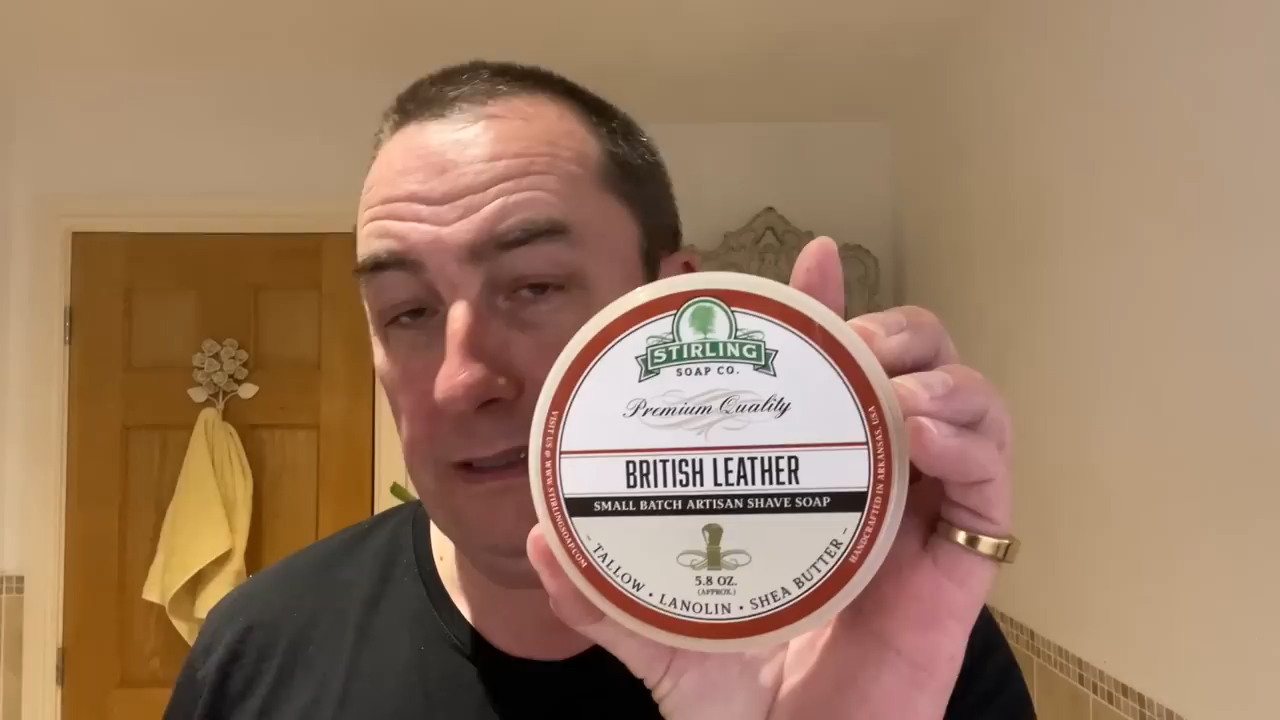 STIRLING
SOAP CO.
Premium Quality
BRITISH LEATHER
SMALL BATCH ARTISAN SHAVE SOAP
5.8 OZ.
(APPROX.)
- TALLOW • LANOLIN • SHEA BUTTER -
VISIT US @ WWW.STIRLINGSOAP.COM
HANDCRAFTED IN ARKANSAS, USA